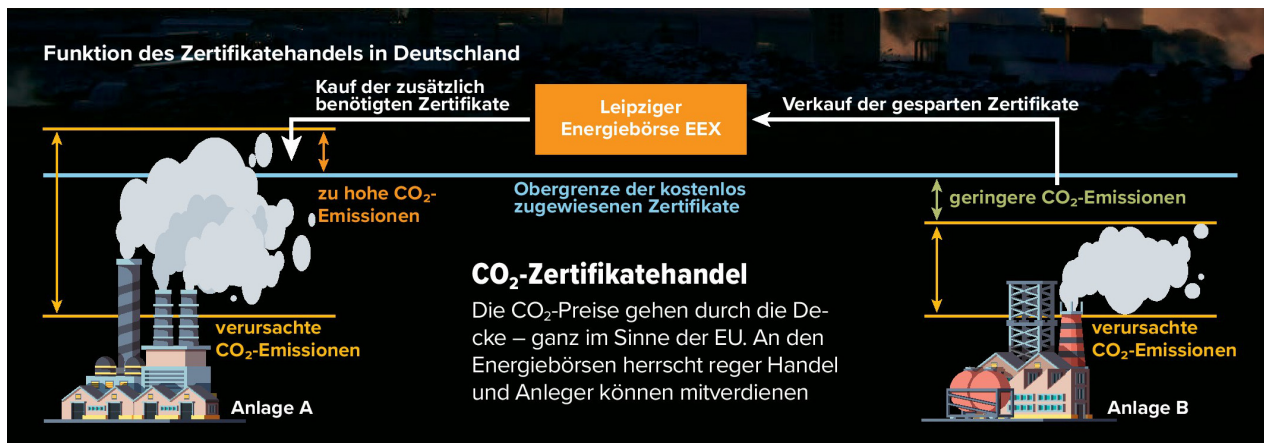 Funktion des Zertifikatehandels in Deutschland
Kauf der zusätzlich
benötigten Zertifikate
Leipziger
Energiebörse EEX
Verkauf der gesparten Zertifikate
zu hohe CO₂-
Emissionen
Obergrenze der kostenlos
zugewiesenen Zertifikate
geringere CO₂-Emissionen
CO₂-Zertifikatehandel
Die CO₂-Preise gehen durch die De-
cke – ganz im Sinne der EU. An den
Energiebörsen herrscht reger Handel
und Anleger können mitverdienen
verursachte
CO₂-Emissionen
Anlage A
verursachte
CO₂-Emissionen
Anlage B